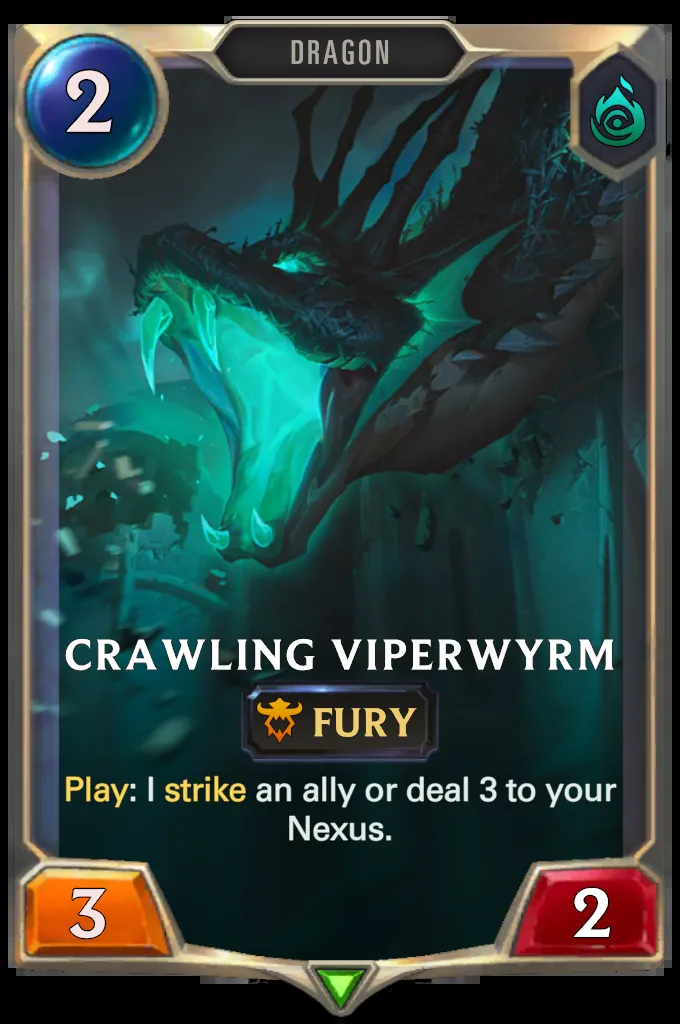 DRAGON
2
CRAWLING VIPERWYRM
FURY
Play: I strike an ally or deal 3 to your
Nexus.
3
2